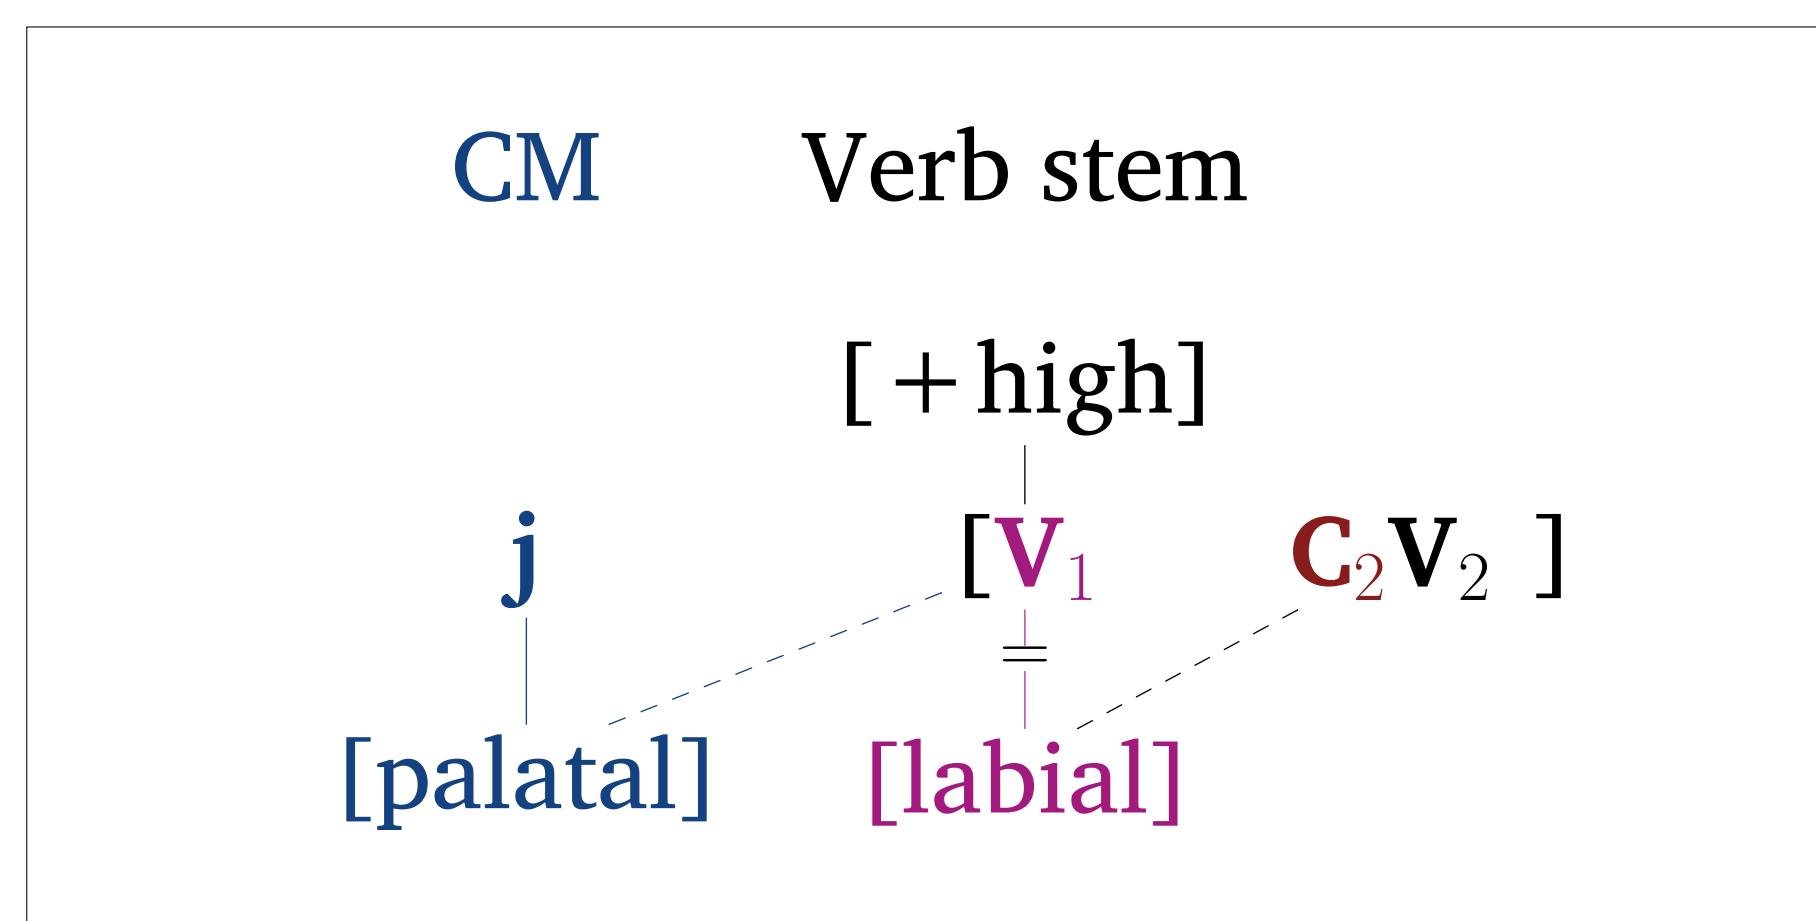 CM Verb stem
[ + high]
j [V₁ C₂V₂ ]
=
[palatal] [labial]